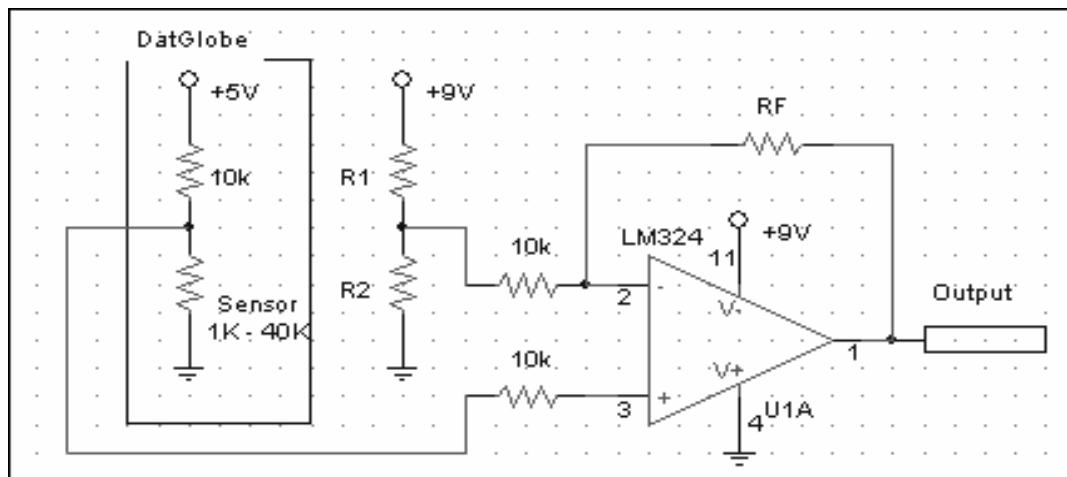 DatGlobe
+5V
10k
Sensor
1K - 40K
+9V
R1
R2
10k
10k
RF
LM324
+9V
11
2
-
V-
3
+
V+
1
4
U1A
Output